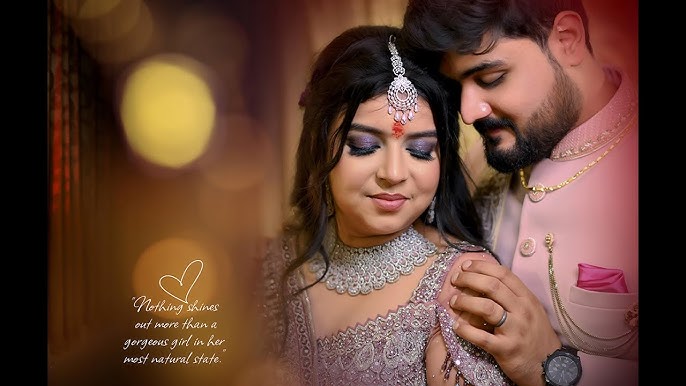 "Nothing shines
out more than a
gorgeous girl in her
most natural state."